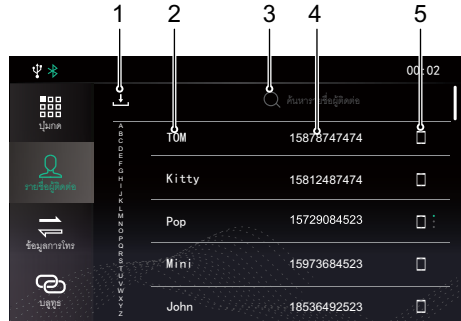 1 2 3 4 5
00:02
ปุ่มกด
ค้นหารายชื่อผู้ติดต่อ
A
B
C
D
E
F
G
H
I
J
K
L
M
N
O
P
Q
R
S
T
U
V
W
X
Y
Z
TOM 15878747474
รายชื่อผู้ติดต่อ
Kitty 15812487474
ข้อมูลการโทร
Pop 15729084523
Mini 15973684523
บลูทูธ
John 18536492523